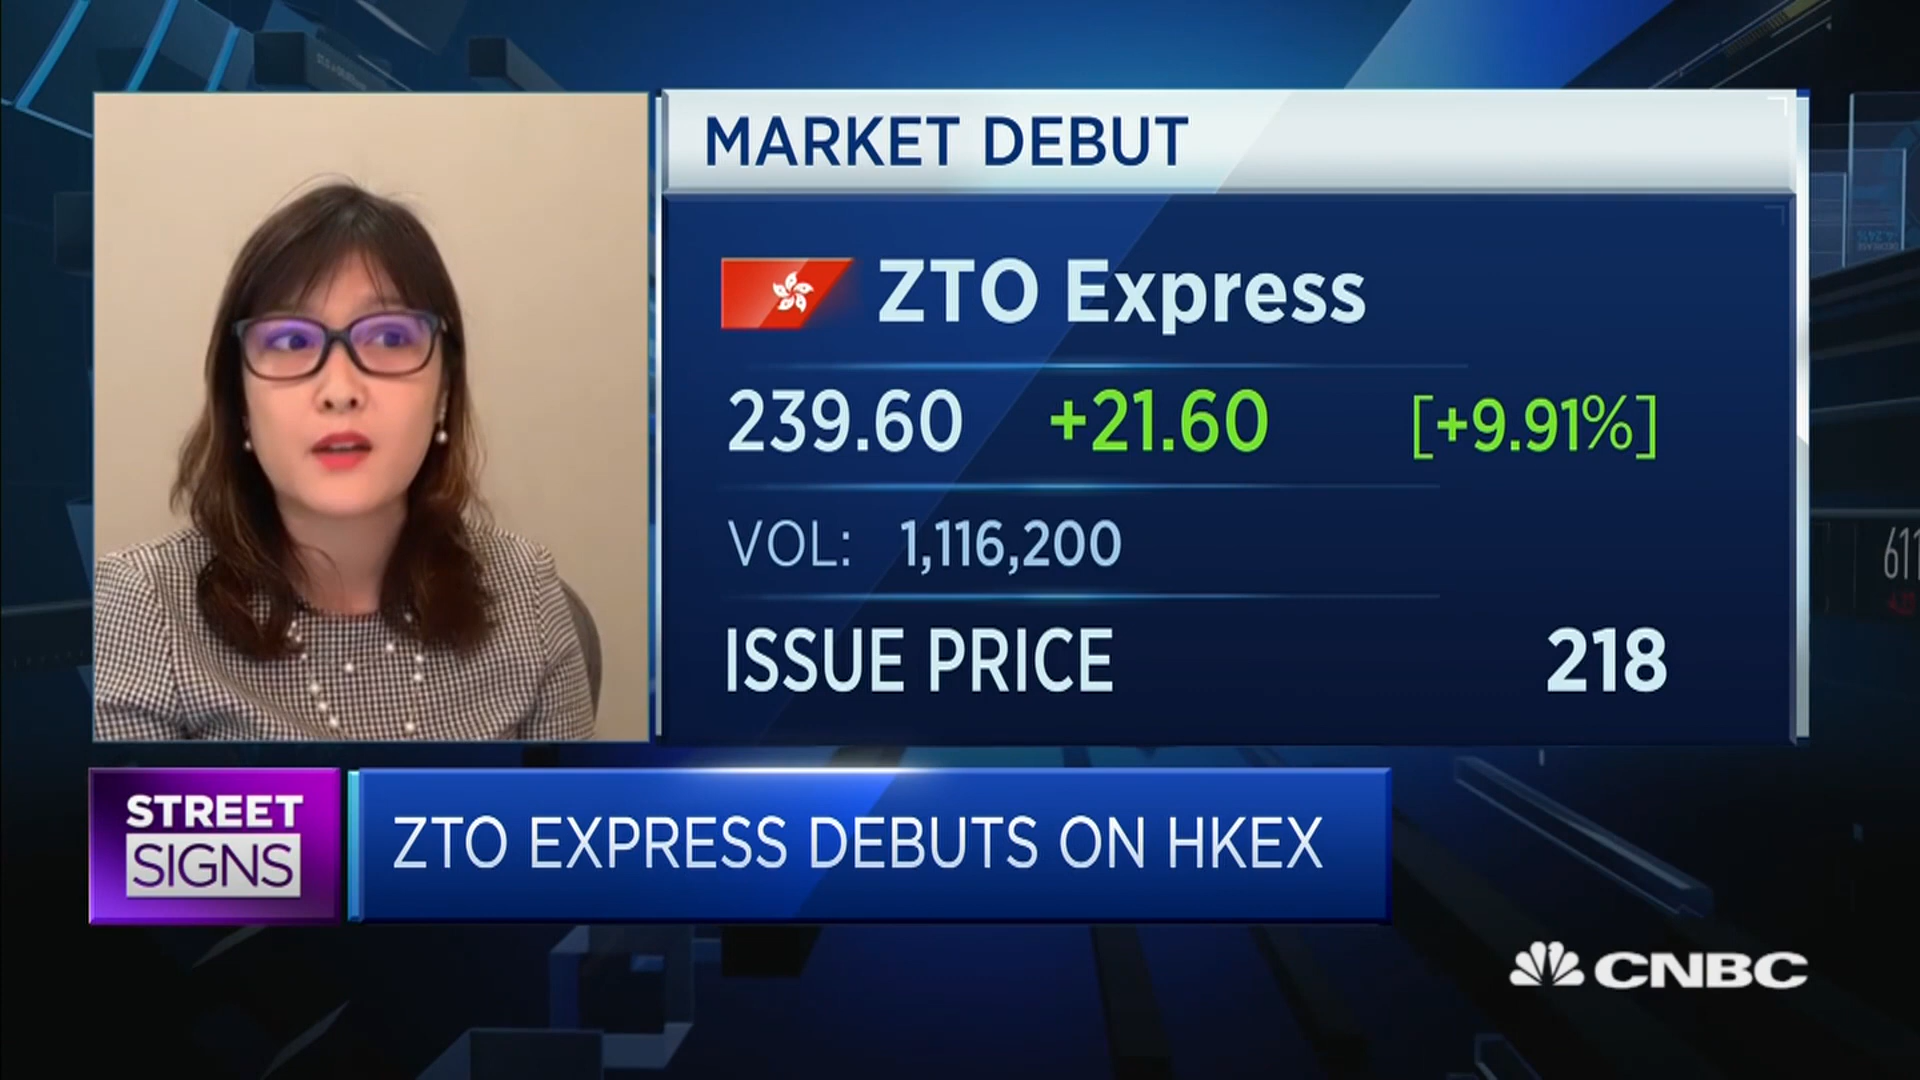 MARKET DEBUT
ZTO Express
239.60 +21.60 [+9.91%]
VOL: 1,116,200
ISSUE PRICE 218
STREET
SIGNS
ZTO EXPRESS DEBUTS ON HKEX
CNBC
611